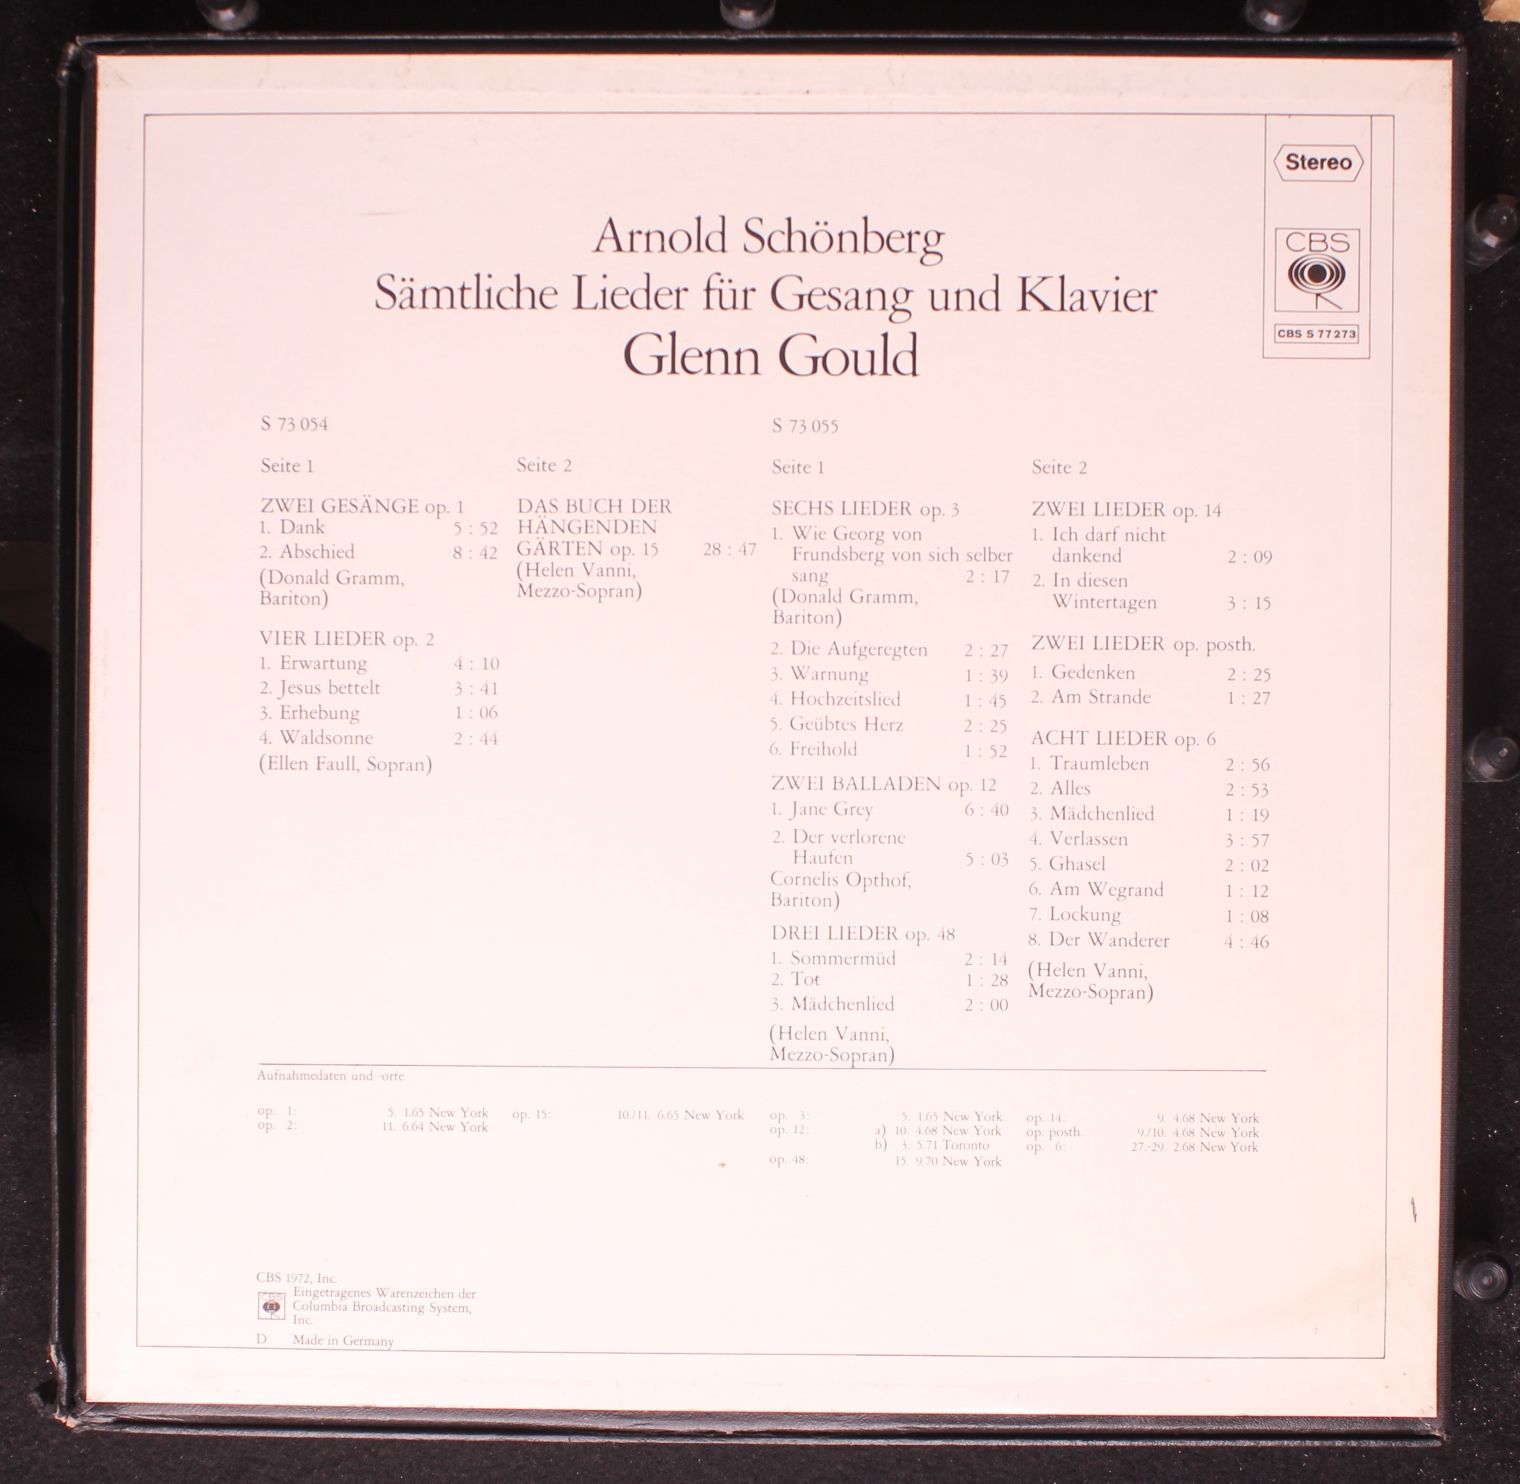 Stereo
CBS
CBS S 77273
Arnold Schönberg
Sämtliche Lieder für Gesang und Klavier
Glenn Gould
S 73 054
Seite 1
ZWEI GESÄNGE op. 1
1. Dank 5 : 52
2. Abschied 8 : 42
(Donald Gramm,
Bariton)
VIER LIEDER op. 2
1. Erwartung 4 : 10
2. Jesus bettelt 3 : 41
3. Erhebung 1 : 06
4. Waldsonne 2 : 44
(Ellen Faull, Sopran)
Seite 2
DAS BUCH DER
HÄNGENDEN
GÄRTEN op. 15 28 : 47
(Helen Vanni,
Mezzo-Sopran)
S 73 055
Seite 1
SECHS LIEDER op. 3
1. Wie Georg von
Frundsberg von sich selber
sang 2 : 17
(Donald Gramm,
Bariton)
2. Die Aufgeregten 2 : 27
3. Warnung 1 : 39
4. Hochzeitslied 1 : 45
5. Geübtes Herz 2 : 25
6. Freihold 1 : 52
ZWEI BALLADEN op. 12
1. Jane Grey 6 : 40
2. Der verlorene
Haufen 5 : 03
Cornelis Opthof,
Bariton)
DREI LIEDER op. 48
1. Sommermüd 2 : 14
2. Tot 1 : 28
3. Mädchenlied 2 : 00
(Helen Vanni,
Mezzo-Sopran)
Seite 2
ZWEI LIEDER op. 14
1. Ich darf nicht
dankend 2 : 09
2. In diesen
Wintertagen 3 : 15
ZWEI LIEDER op. posth.
1. Gedenken 2 : 25
2. Am Strande 1 : 27
ACHT LIEDER op. 6
1. Traumleben 2 : 56
2. Alles 2 : 53
3. Mädchenlied 1 : 19
4. Verlassen 3 : 57
5. Ghasel 2 : 02
6. Am Wegrand 1 : 12
7. Lockung 1 : 08
8. Der Wanderer 4 : 46
(Helen Vanni,
Mezzo-Sopran)
Aufnahmedaten und -orte
op. 1: 5. 1.65 New York
op. 2: 11. 6.64 New York
op. 15: 10./11. 6.65 New York
op. 3: 5. 1.65 New York
op. 12: a) 10. 4.68 New York
b) 3. 5.71 Toronto
op. 48: 15. 9.70 New York
op. 14: 9. 4.68 New York
op. posth. 9./10. 4.68 New York
op. 6: 27.-29. 2.68 New York
CBS 1972, Inc.
CBS
Eingetragenes Warenzeichen der
Columbia Broadcasting System,
Inc.
D Made in Germany